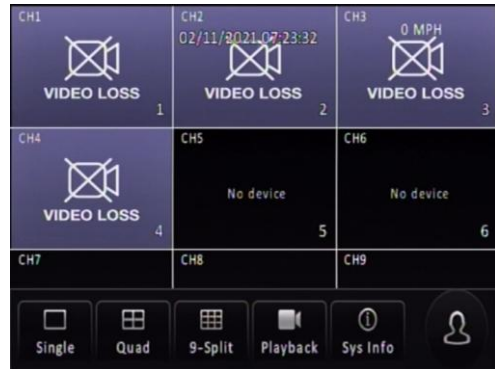 CH1
CH2
CH3
02/11/2021 07:23:32
0 MPH
VIDEO LOSS
1
VIDEO LOSS
2
VIDEO LOSS
3
CH4
CH5
CH6
VIDEO LOSS
4
No device
5
No device
6
CH7
CH8
CH9
Single
Quad
9-Split
Playback
Sys Info